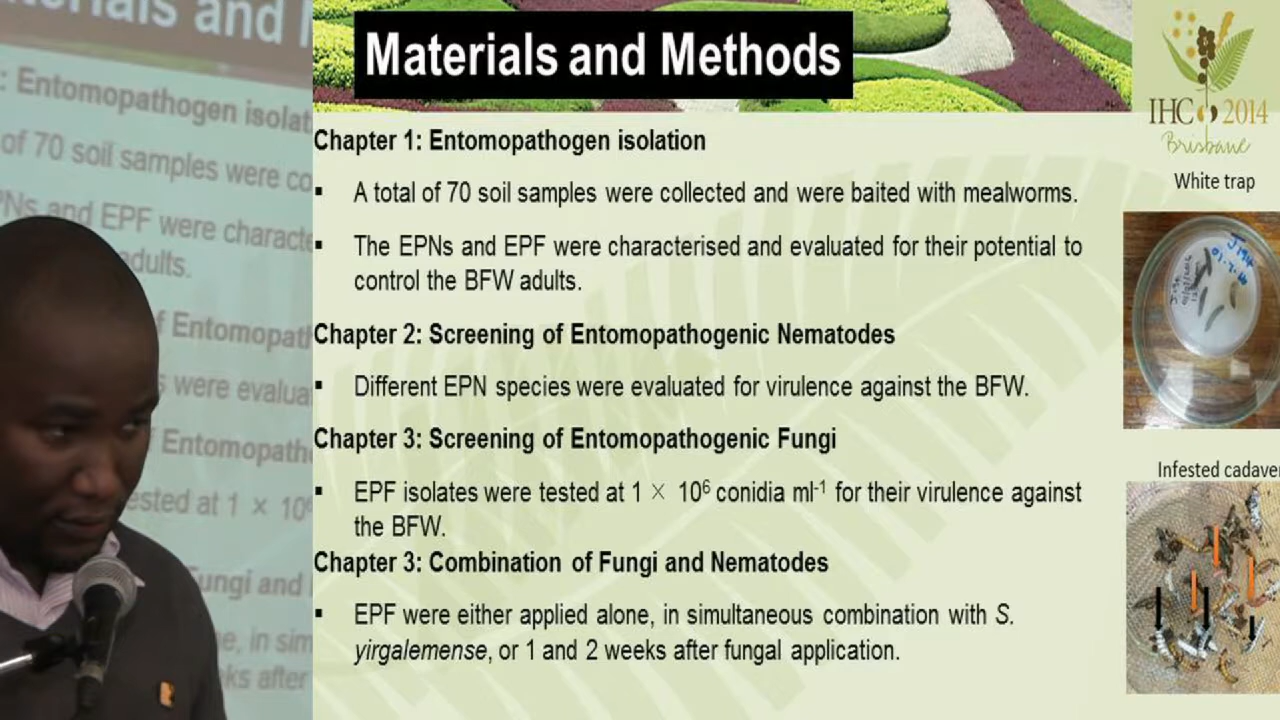 Materials and Methods
IHC 2014
Brisbane
Chapter 1: Entomopathogen isolation
▪ A total of 70 soil samples were collected and were baited with mealworms.
▪ The EPNs and EPF were characterised and evaluated for their potential to
control the BFW adults.
Chapter 2: Screening of Entomopathogenic Nematodes
▪ Different EPN species were evaluated for virulence against the BFW.
Chapter 3: Screening of Entomopathogenic Fungi
▪ EPF isolates were tested at 1 × 10⁶ conidia ml⁻¹ for their virulence against
the BFW.
Chapter 3: Combination of Fungi and Nematodes
▪ EPF were either applied alone, in simultaneous combination with S.
yirgalemense, or 1 and 2 weeks after fungal application.
White trap
Infested cadaver
: Entomopathogen isolat
of 70 soil samples were co
PNs and EPF were characte
adults.
f Entomopat
s were evalua
f Entomopath
ested at 1 × 10⁶
Fungi and
e, in sim
ks after